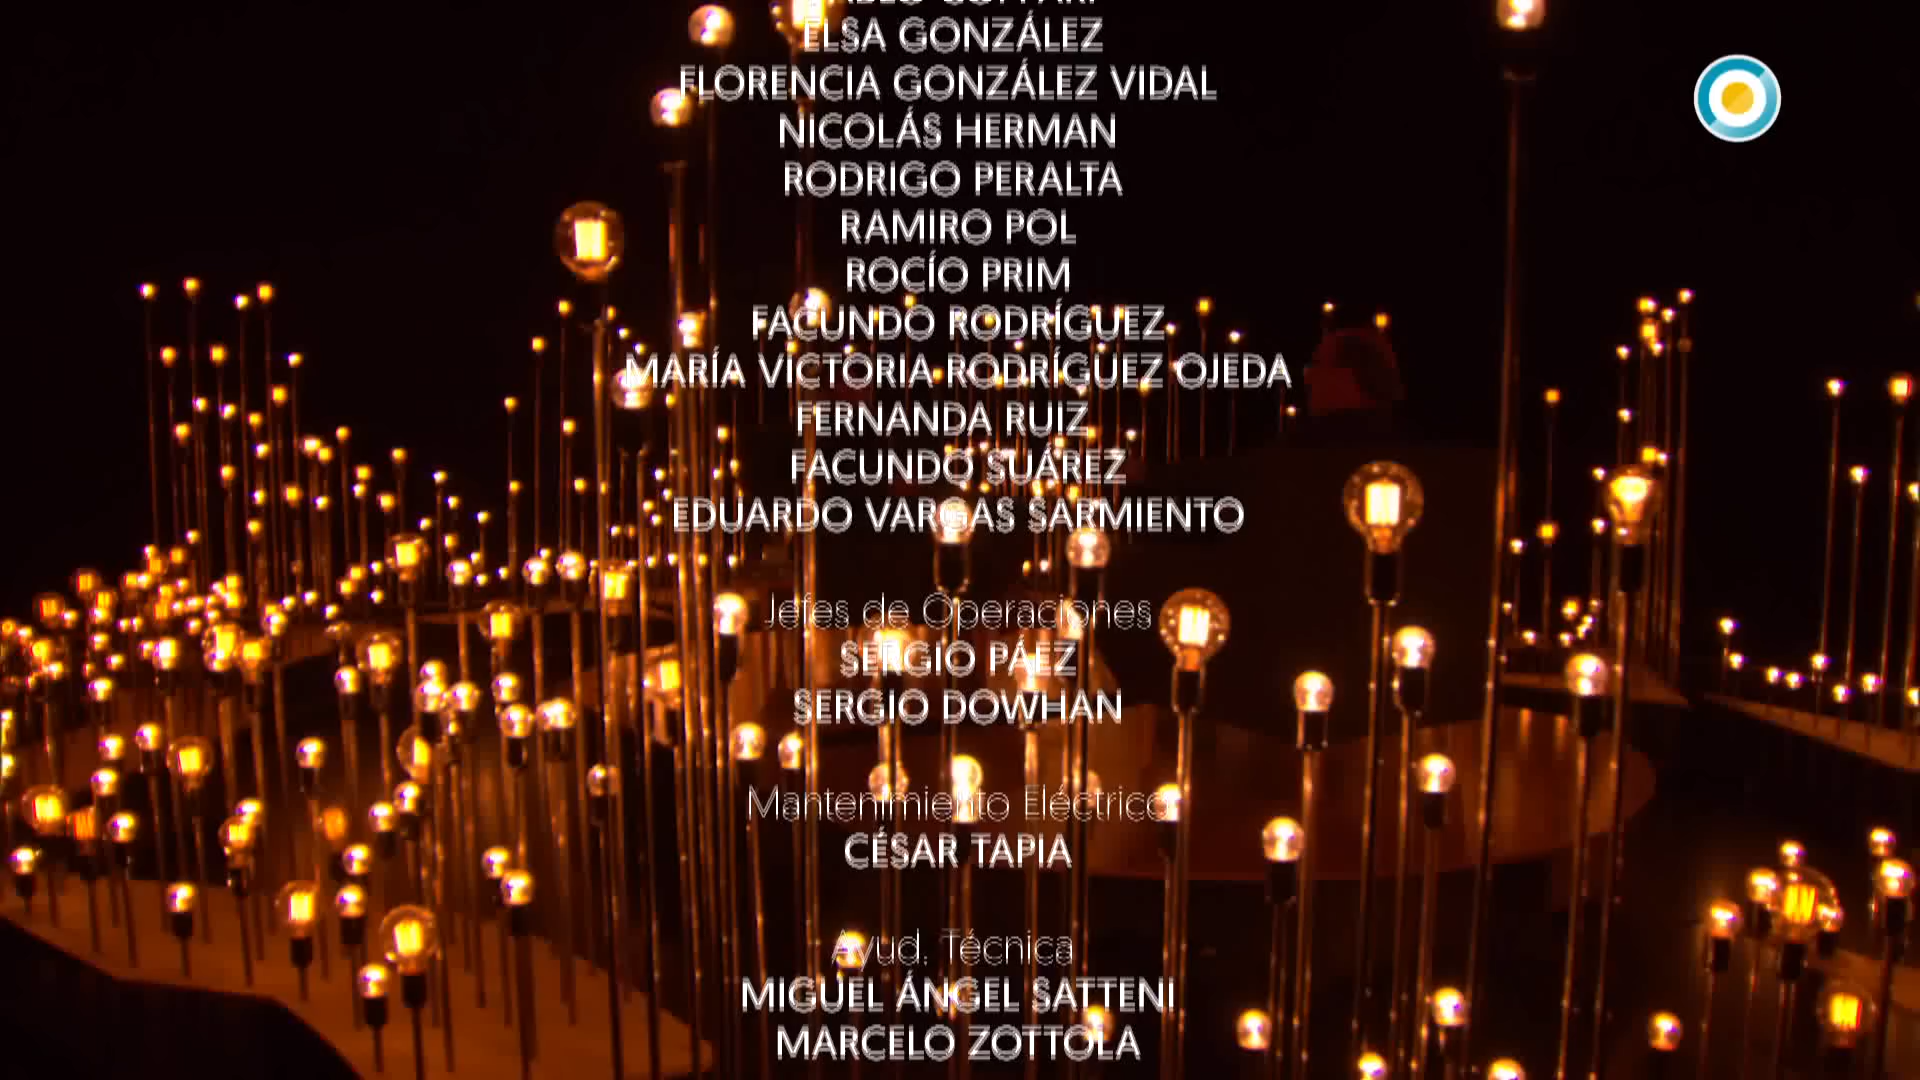 ELSA GONZÁLEZ
FLORENCIA GONZÁLEZ VIDAL
NICOLÁS HERMAN
RODRIGO PERALTA
RAMIRO POL
ROCÍO PRIM
FACUNDO RODRÍGUEZ
MARÍA VICTORIA RODRÍGUEZ OJEDA
FERNANDA RUIZ
FACUNDO SUÁREZ
EDUARDO VARGAS SARMIENTO
Jefes de Operaciones
SERGIO PÁEZ
SERGIO DOWHAN
Mantenimiento Eléctrico
CÉSAR TAPIA
Ayud. Técnica
MIGUEL ÁNGEL SATTENI
MARCELO ZOTTOLA